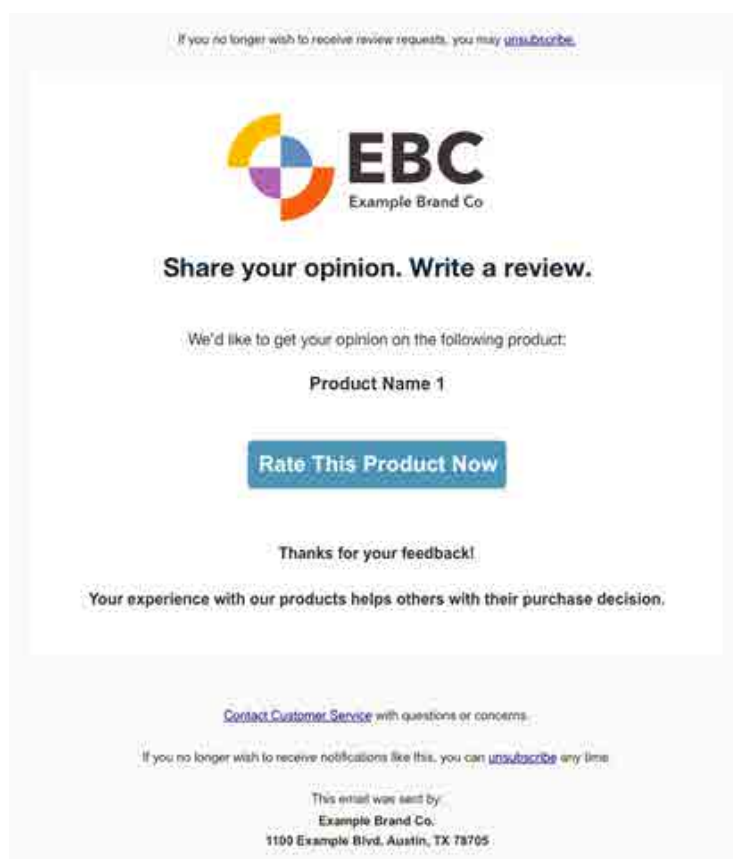 If you no longer wish to receive review requests, you may unsubscribe.
EBC
Example Brand Co
Share your opinion. Write a review.
We'd like to get your opinion on the following product:
Product Name 1
Rate This Product Now
Thanks for your feedback!
Your experience with our products helps others with their purchase decision.
Contact Customer Service with questions or concerns.
If you no longer wish to receive notifications like this, you can unsubscribe any time
This email was sent by:
Example Brand Co.
1100 Example Blvd. Austin, TX 78705